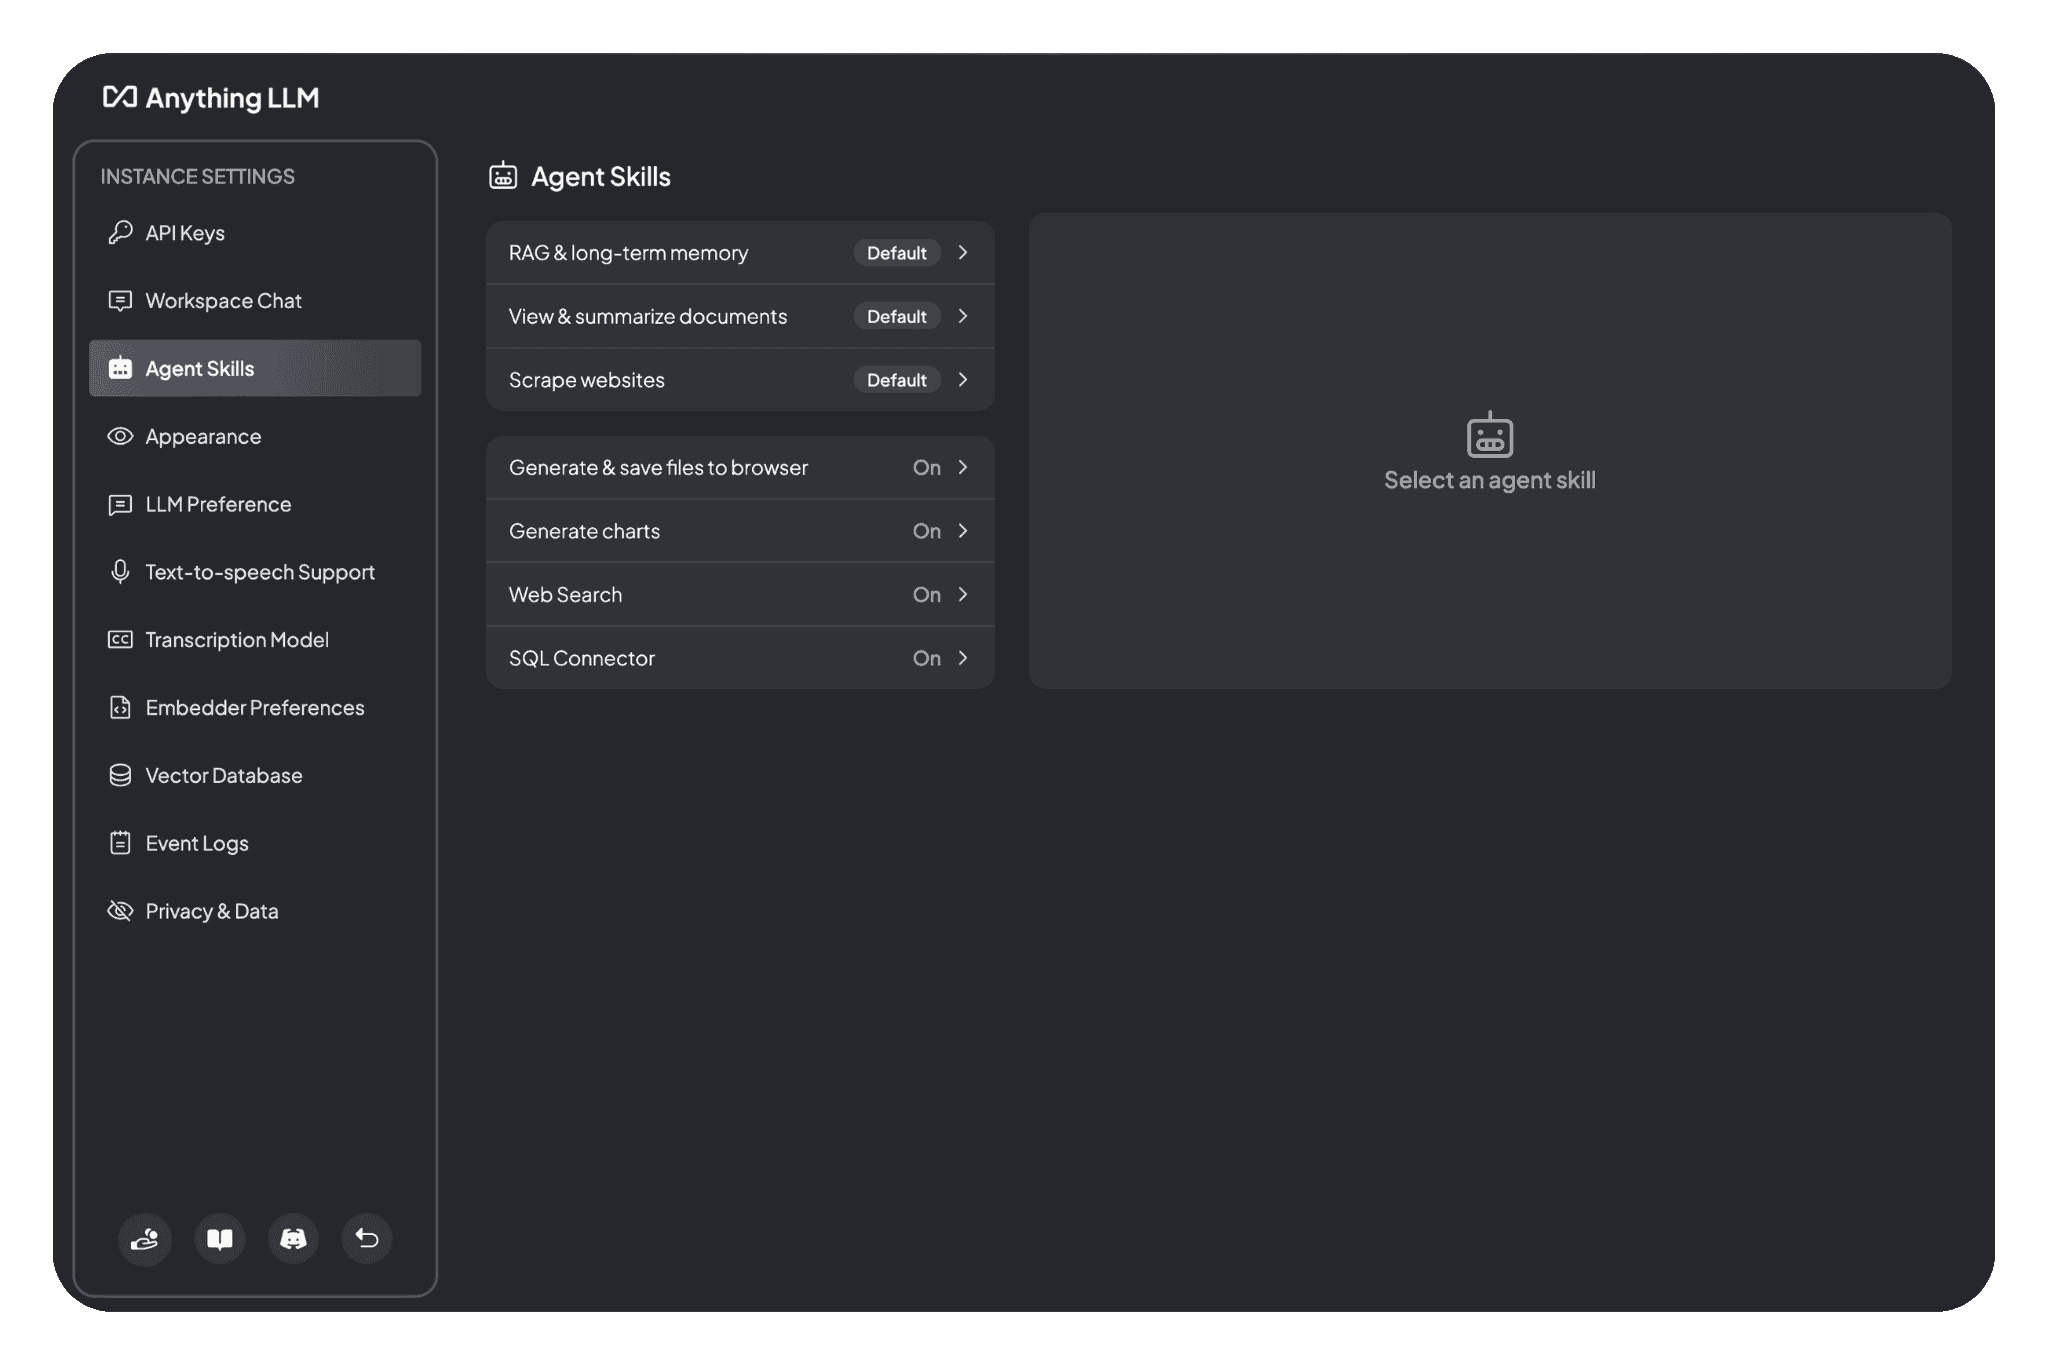 Anything LLM
INSTANCE SETTINGS
API Keys
Workspace Chat
Agent Skills
Appearance
LLM Preference
Text-to-speech Support
CC Transcription Model
Embedder Preferences
Vector Database
Event Logs
Privacy & Data
Agent Skills
RAG & long-term memory Default
View & summarize documents Default
Scrape websites Default
Generate & save files to browser On
Generate charts On
Web Search On
SQL Connector On
Select an agent skill